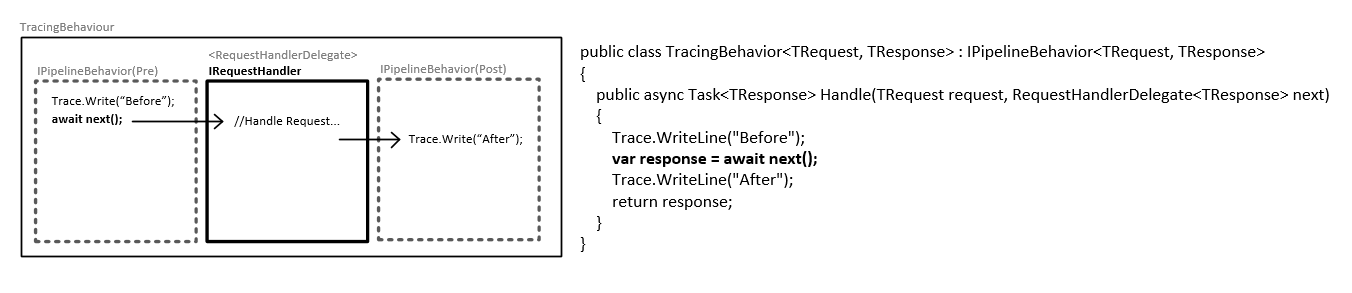 TracingBehaviour
IPipelineBehavior(Pre)
Trace.Write(“Before”);
await next();
<RequestHandlerDelegate>
IRequestHandler
//Handle Request...
IPipelineBehavior(Post)
Trace.Write(“After”);
public class TracingBehavior<TRequest, TResponse> : IPipelineBehavior<TRequest, TResponse>
{
public async Task<TResponse> Handle(TRequest request, RequestHandlerDelegate<TResponse> next)
{
Trace.WriteLine("Before");
var response = await next();
Trace.WriteLine("After");
return response;
}
}